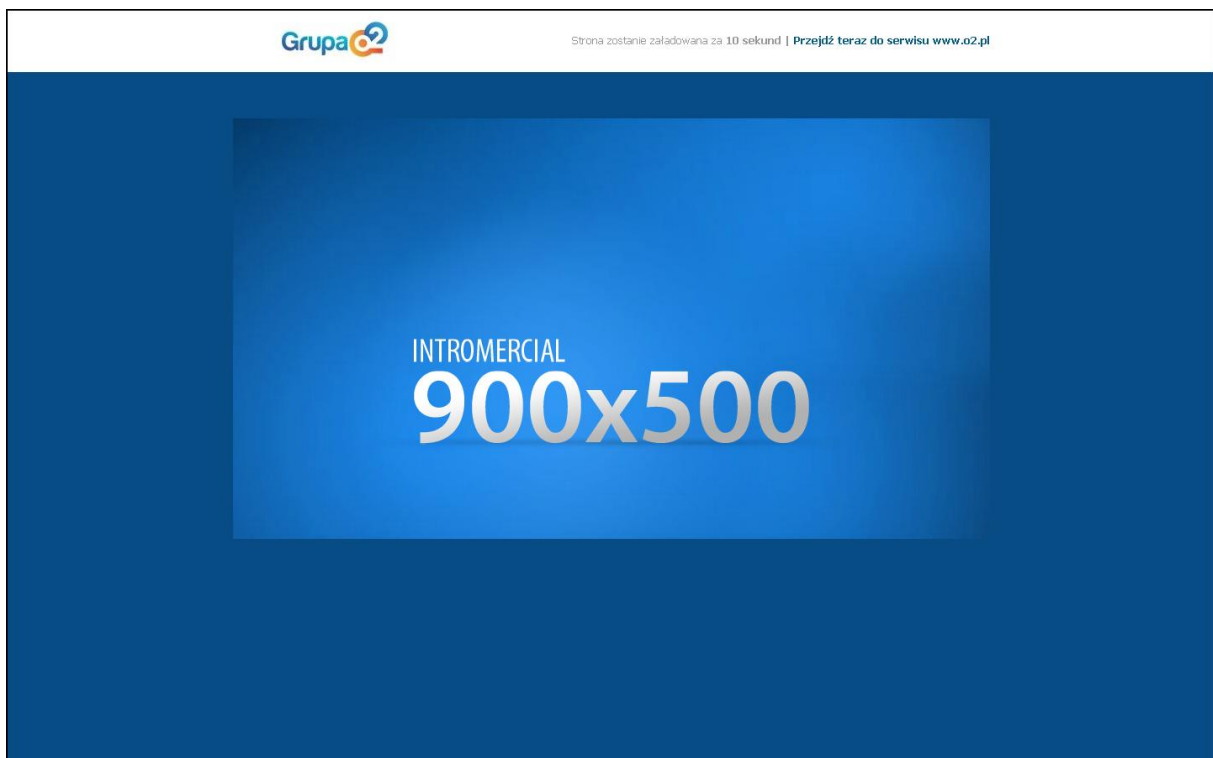 Grupa o2
Strona zostanie załadowana za 10 sekund | Przejdź teraz do serwisu www.o2.pl
INTROMERCIAL
900x500